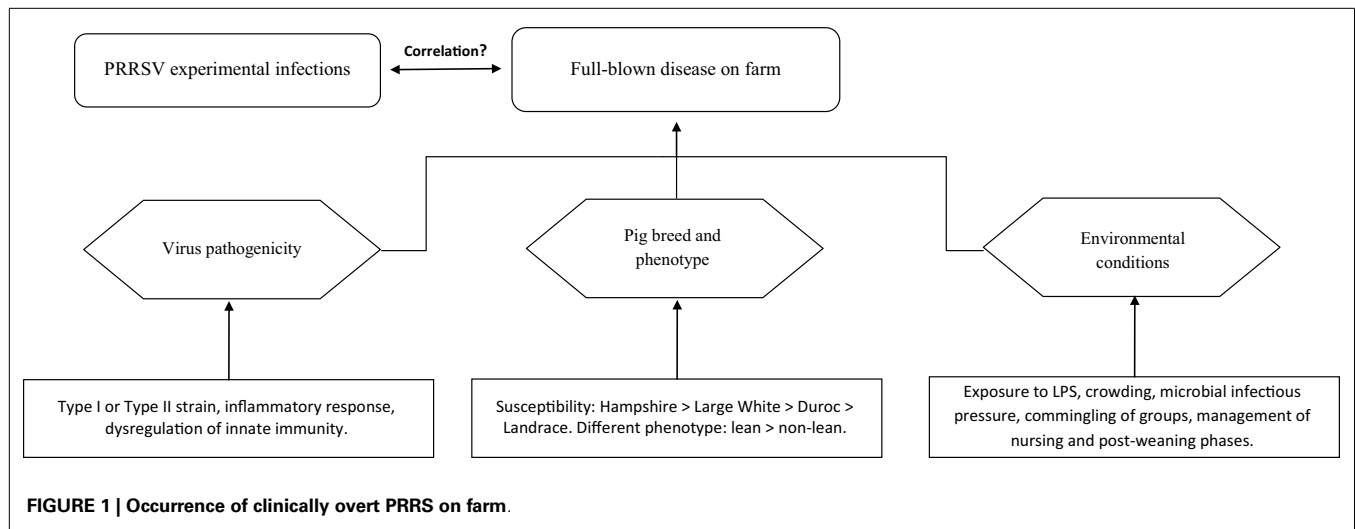 Correlation?
PRRSV experimental infections
Full-blown disease on farm
Virus pathogenicity
Pig breed and
phenotype
Environmental
conditions
Type I or Type II strain, inflammatory response,
dysregulation of innate immunity.
Susceptibility: Hampshire > Large White > Duroc >
Landrace. Different phenotype: lean > non-lean.
Exposure to LPS, crowding, microbial infectious
pressure, commingling of groups, management of
nursing and post-weaning phases.
FIGURE 1 | Occurrence of clinically overt PRRS on farm.